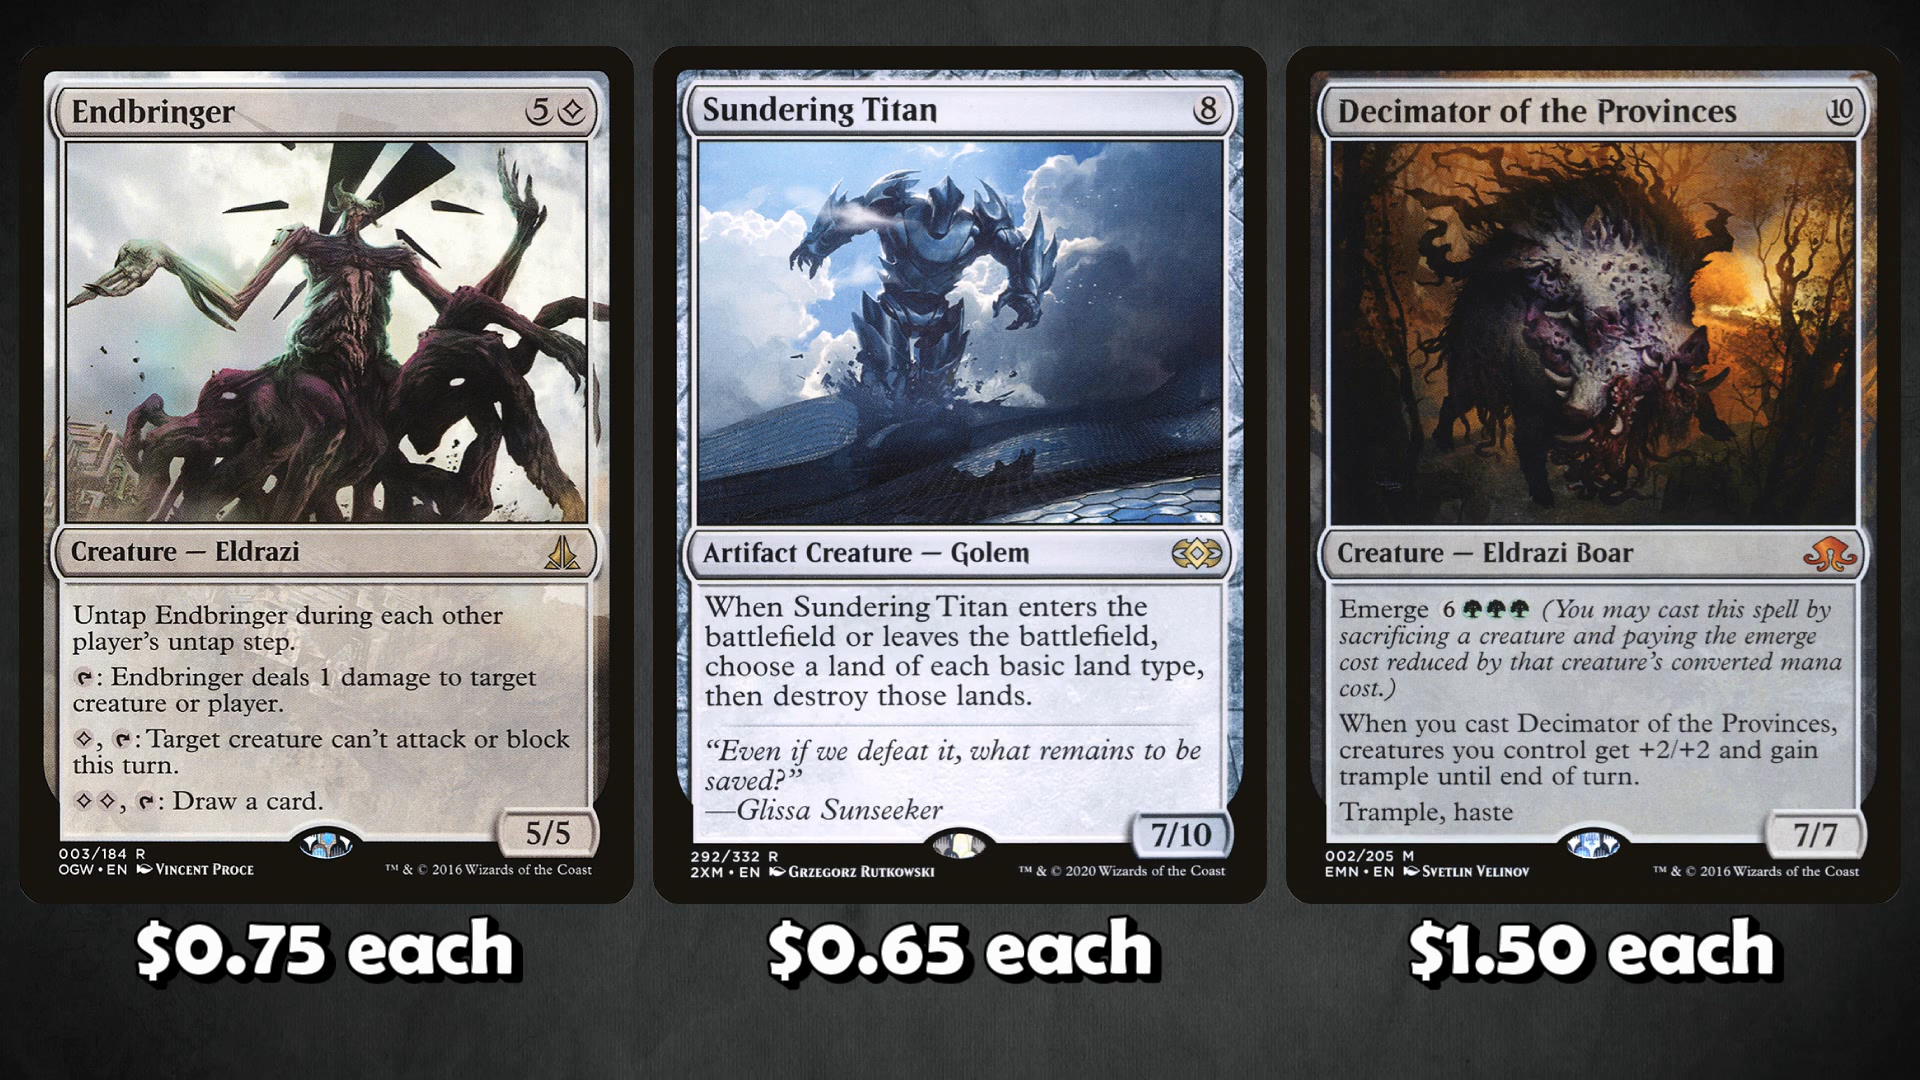 Endbringer 5
Creature — Eldrazi
Untap Endbringer during each other
player's untap step.
: Endbringer deals 1 damage to target
creature or player.
, : Target creature can't attack or block
this turn.
, : Draw a card.
5/5
003/184 R
OGW • EN Vincent Proce
™ & © 2016 Wizards of the Coast
$0.75 each
Sundering Titan 8
Artifact Creature — Golem
When Sundering Titan enters the
battlefield or leaves the battlefield,
choose a land of each basic land type,
then destroy those lands.
“Even if we defeat it, what remains to be
saved?”
—Glissa Sunseeker
7/10
292/332 R
2XM • EN Grzegorz Rutkowski
™ & © 2020 Wizards of the Coast
$0.65 each
Decimator of the Provinces 10
Creature — Eldrazi Boar
Emerge 6 (You may cast this spell by
sacrificing a creature and paying the emerge
cost reduced by that creature's converted mana
cost.)
When you cast Decimator of the Provinces,
creatures you control get +2/+2 and gain
trample until end of turn.
Trample, haste
7/7
002/205 M
EMN • EN Svetlin Velinov
™ & © 2016 Wizards of the Coast
$1.50 each